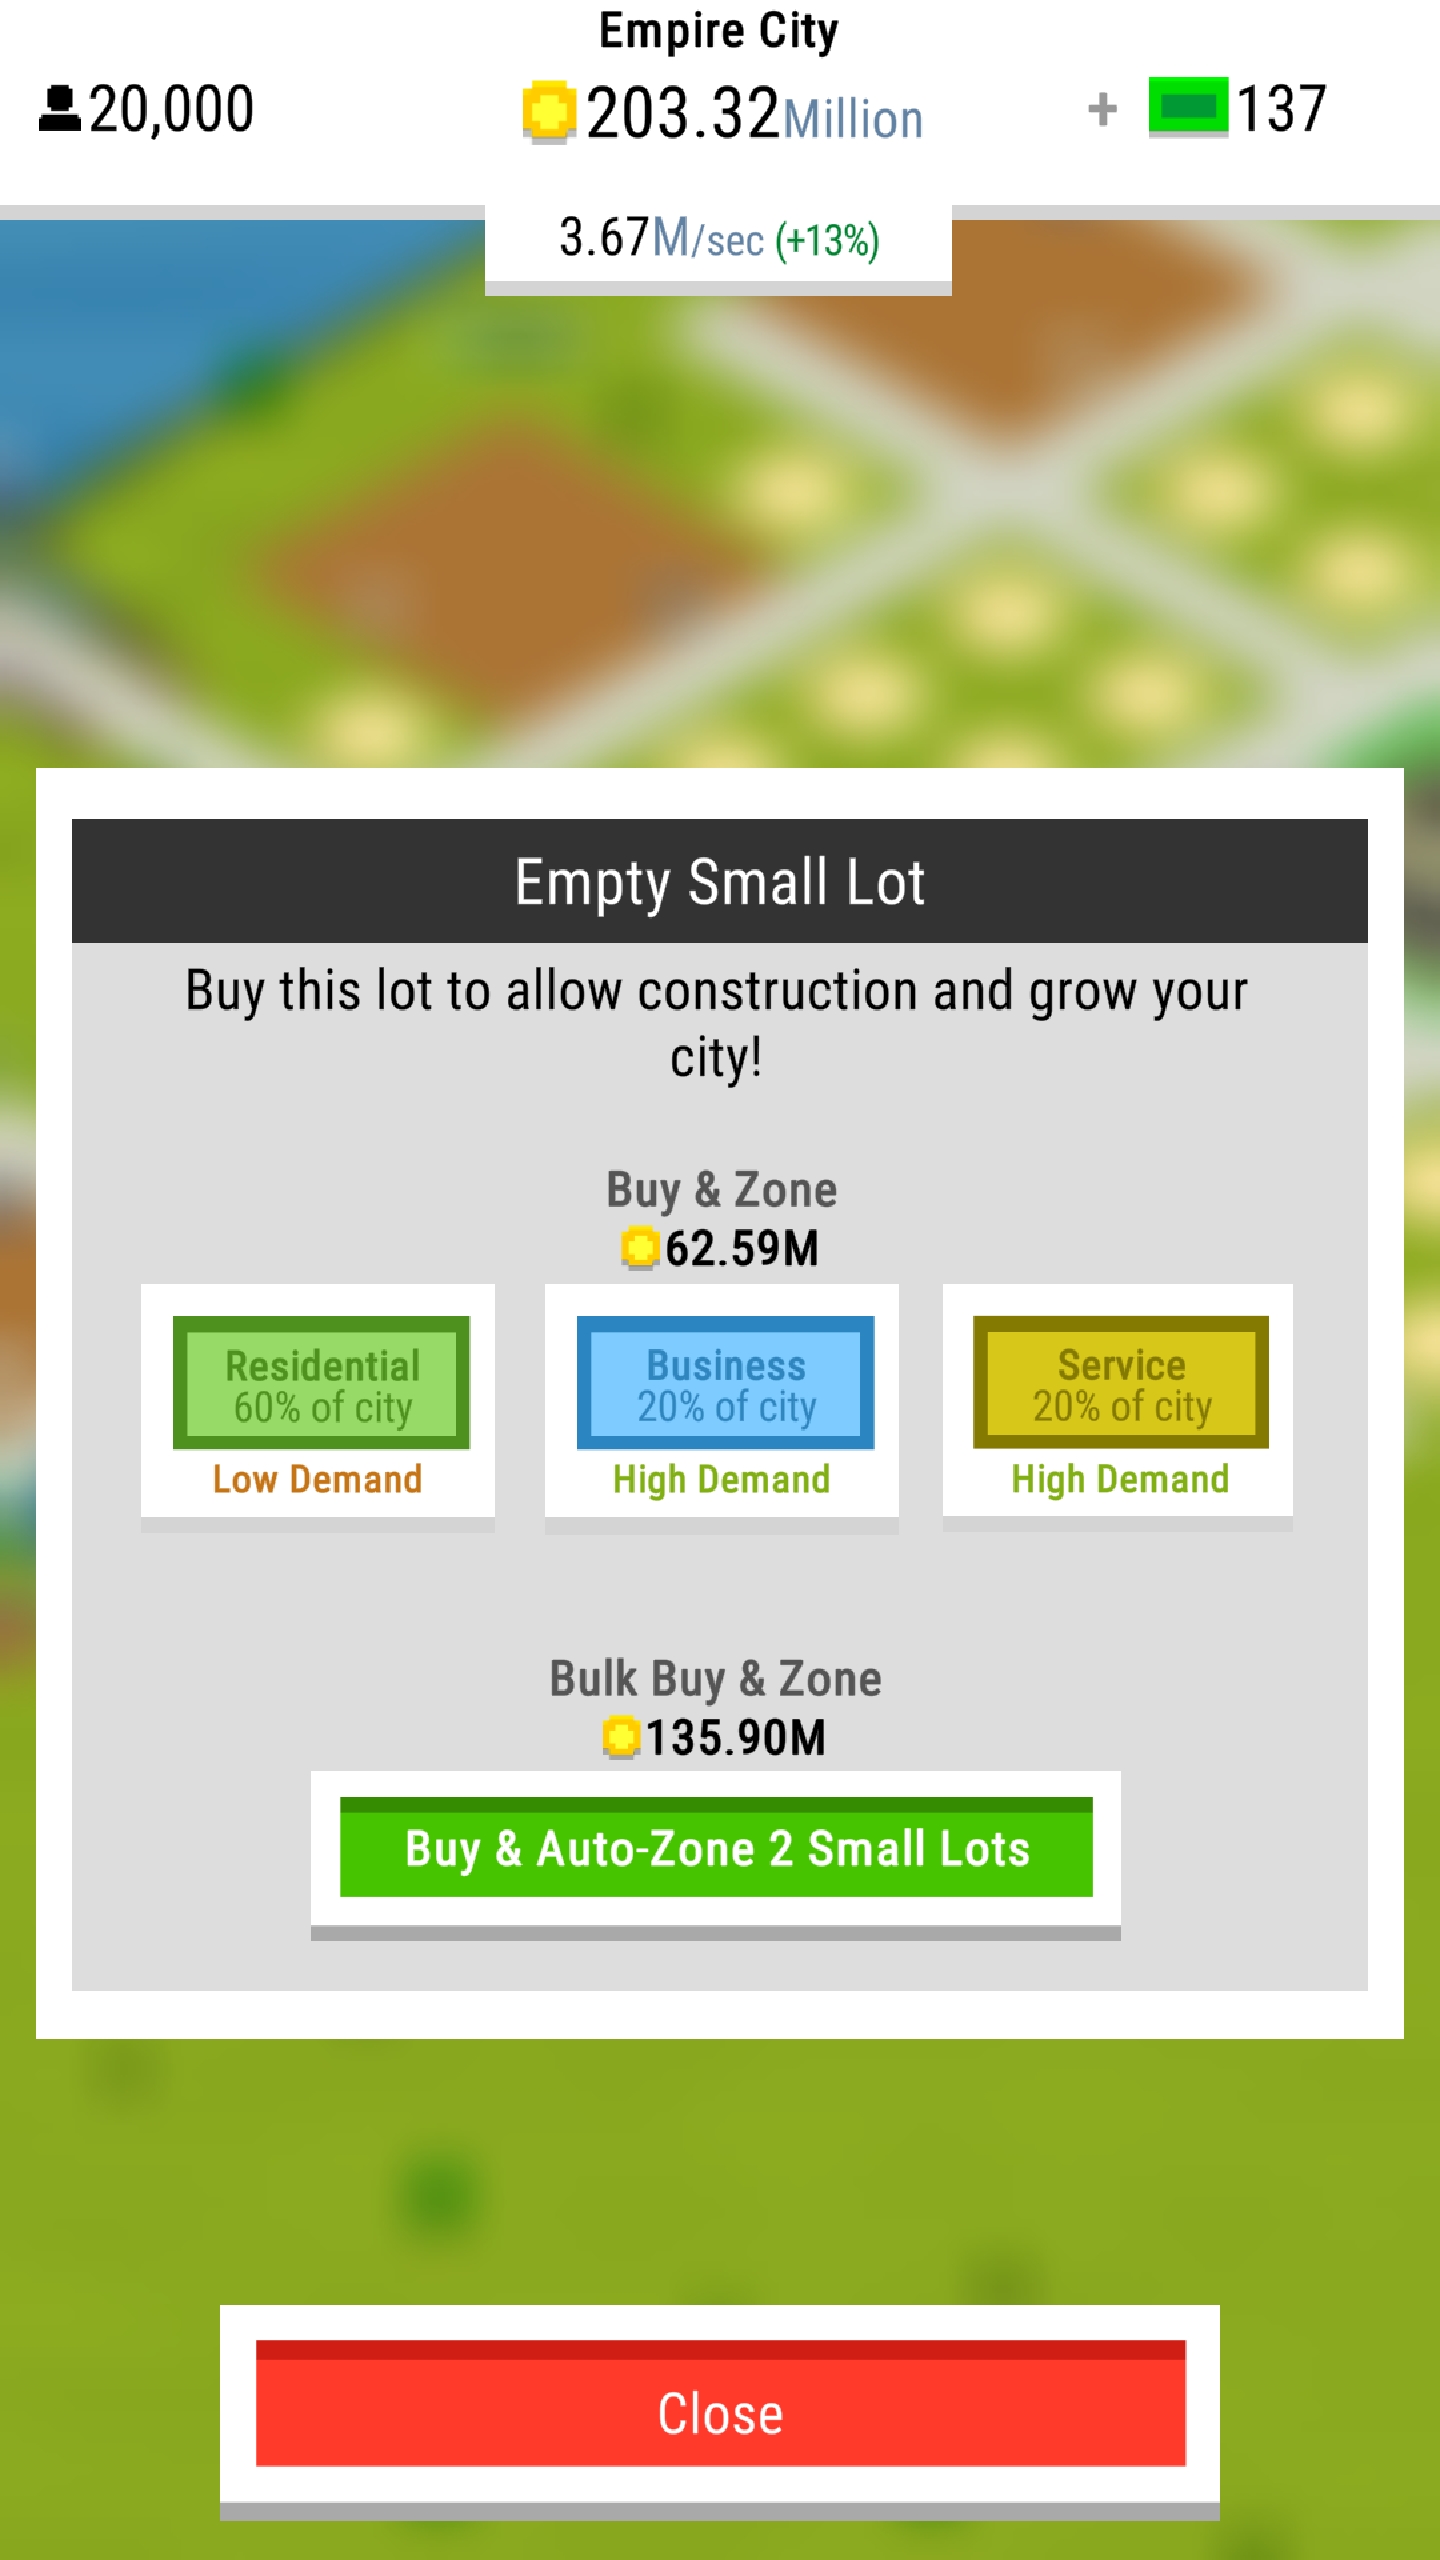 Empire City
20,000
203.32Million
+ 137
3.67M/sec (+13%)
Empty Small Lot
Buy this lot to allow construction and grow your
city!
Buy & Zone
62.59M
Residential
60% of city
Low Demand
Business
20% of city
High Demand
Service
20% of city
High Demand
Bulk Buy & Zone
135.90M
Buy & Auto-Zone 2 Small Lots
Close